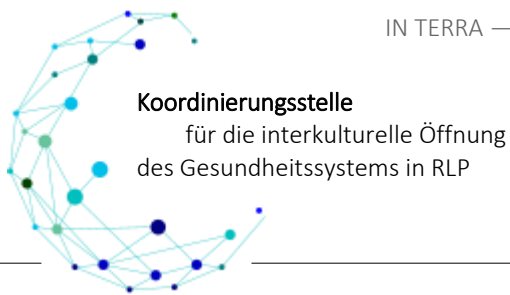 IN TERRA —
Koordinierungsstelle
für die interkulturelle Öffnung
des Gesundheitssystems in RLP